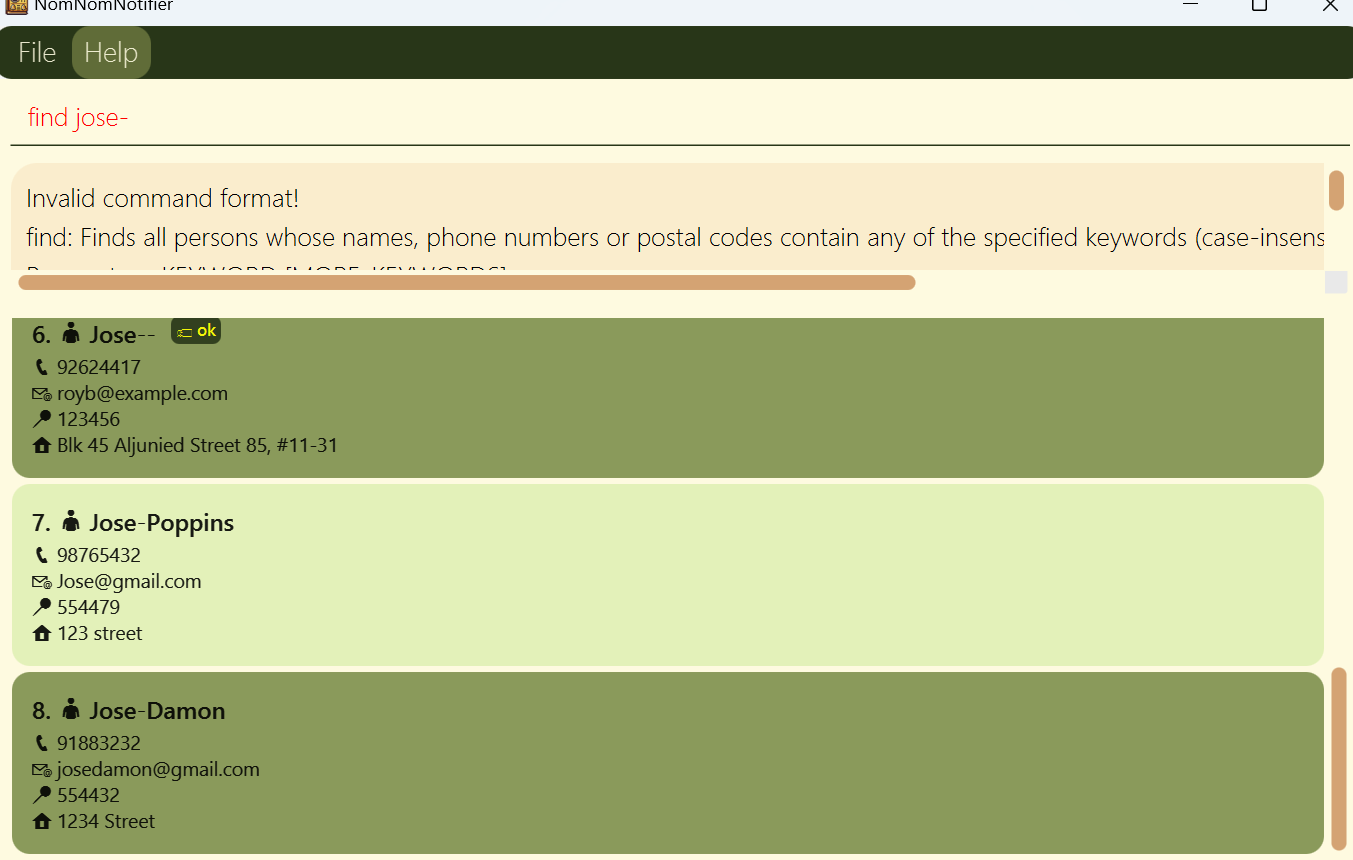 NomNomNotifier
File Help
find jose-
Invalid command format!
find: Finds all persons whose names, phone numbers or postal codes contain any of the specified keywords (case-insens
6. Jose-- ok
92624417
royb@example.com
123456
Blk 45 Aljunied Street 85, #11-31
7. Jose-Poppins
98765432
Jose@gmail.com
554479
123 street
8. Jose-Damon
91883232
josedamon@gmail.com
554432
1234 Street